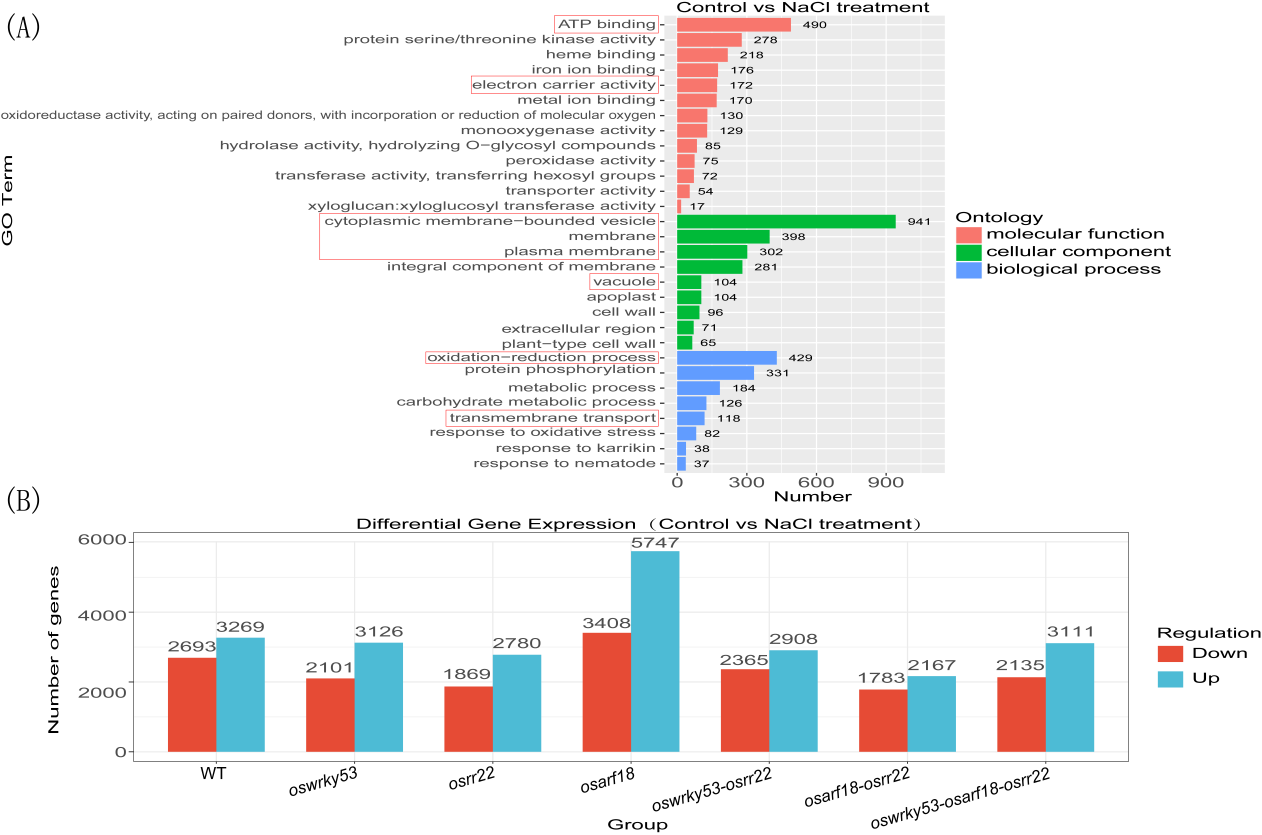 (A)
Control vs NaCl treatment
GO Term
ATP binding 490
protein serine/threonine kinase activity 278
heme binding 218
iron ion binding 176
electron carrier activity 172
metal ion binding 170
oxidoreductase activity, acting on paired donors, with incorporation or reduction of molecular oxygen 130
monooxygenase activity 129
hydrolase activity, hydrolyzing O−glycosyl compounds 85
peroxidase activity 75
transferase activity, transferring hexosyl groups 72
transporter activity 54
xyloglucan:xyloglucosyl transferase activity 17
cytoplasmic membrane−bounded vesicle 941
membrane 398
plasma membrane 302
integral component of membrane 281
vacuole 104
apoplast 104
cell wall 96
extracellular region 71
plant−type cell wall 65
oxidation−reduction process 429
protein phosphorylation 331
metabolic process 184
carbohydrate metabolic process 126
transmembrane transport 118
response to oxidative stress 82
response to karrikin 38
response to nematode 37
0 300 600 900
Number
Ontology
molecular function
cellular component
biological process
(B)
Differential Gene Expression（Control vs NaCl treatment）
Number of genes
6000
4000
2000
0
2693 3269
2101 3126
1869 2780
3408 5747
2365 2908
1783 2167
2135 3111
WT oswrky53 osrr22 osarf18 oswrky53-osrr22 osarf18-osrr22 oswrky53-osarf18-osrr22
Group
Regulation
Down
Up